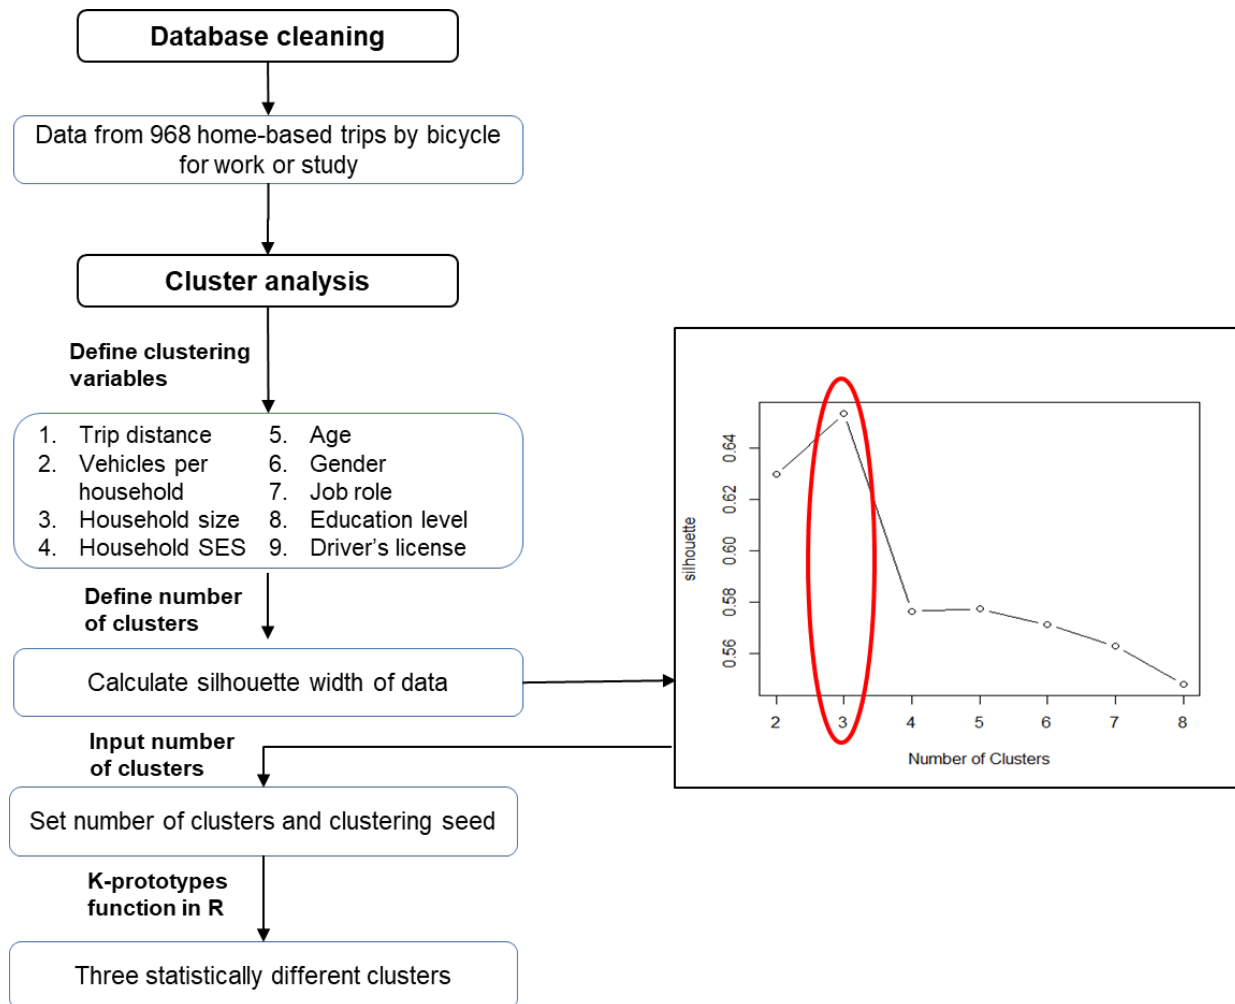 Database cleaning
Data from 968 home-based trips by bicycle
for work or study
Cluster analysis
Define clustering
variables
1. Trip distance
2. Vehicles per
household
3. Household size
4. Household SES
5. Age
6. Gender
7. Job role
8. Education level
9. Driver's license
Define number
of clusters
Calculate silhouette width of data
silhouette
0.64
0.62
0.60
0.58
0.56
2 3 4 5 6 7 8
Number of Clusters
Input number
of clusters
Set number of clusters and clustering seed
K-prototypes
function in R
Three statistically different clusters